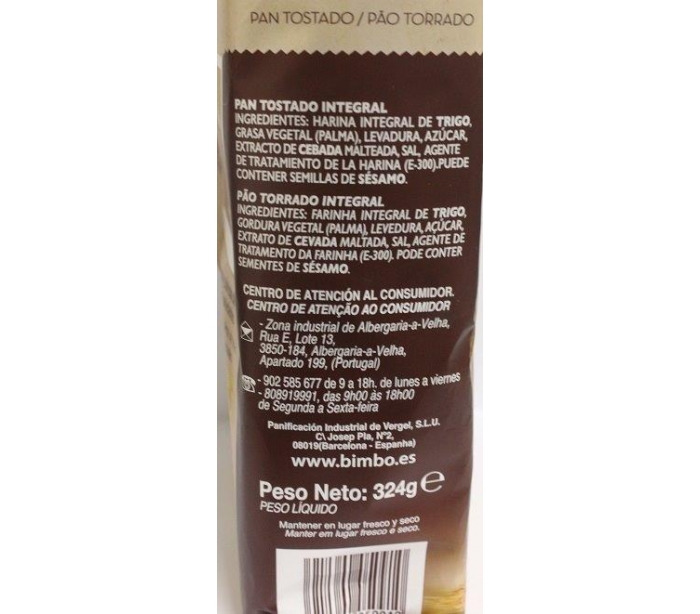 PAN TOSTADO / PÃO TORRADO
PAN TOSTADO INTEGRAL
INGREDIENTES: HARINA INTEGRAL DE TRIGO,
GRASA VEGETAL (PALMA), LEVADURA, AZÚCAR,
EXTRACTO DE CEBADA MALTEADA, SAL, AGENTE
DE TRATAMIENTO DE LA HARINA (E-300).PUEDE
CONTENER SEMILLAS DE SÉSAMO.
PÃO TORRADO INTEGRAL
INGREDIENTES: FARINHA INTEGRAL DE TRIGO,
GORDURA VEGETAL (PALMA), LEVEDURA, AÇÚCAR,
EXTRATO DE CEVADA MALTADA, SAL, AGENTE DE
TRATAMENTO DA FARINHA (E-300). PODE CONTER
SEMENTES DE SÉSAMO.
CENTRO DE ATENCIÓN AL CONSUMIDOR.
CENTRO DE ATENÇÃO AO CONSUMIDOR
- Zona industrial de Albergaria-a-Velha,
Rua E, Lote 13,
3850-184, Albergaria-a-Velha,
Apartado 199, (Portugal)
- 902 585 677 de 9 a 18h. de lunes a viernes
- 808919991, das 9h00 às 18h00
de Segunda a Sexta-feira
Panificación Industrial de Vergel, S.L.U.
C\ Josep Pla, Nº2,
08019(Barcelona - Espanha)
www.bimbo.es
Peso Neto: 324g e
PESO LÍQUIDO
Mantener en lugar fresco y seco
Manter em lugar fresco e seco